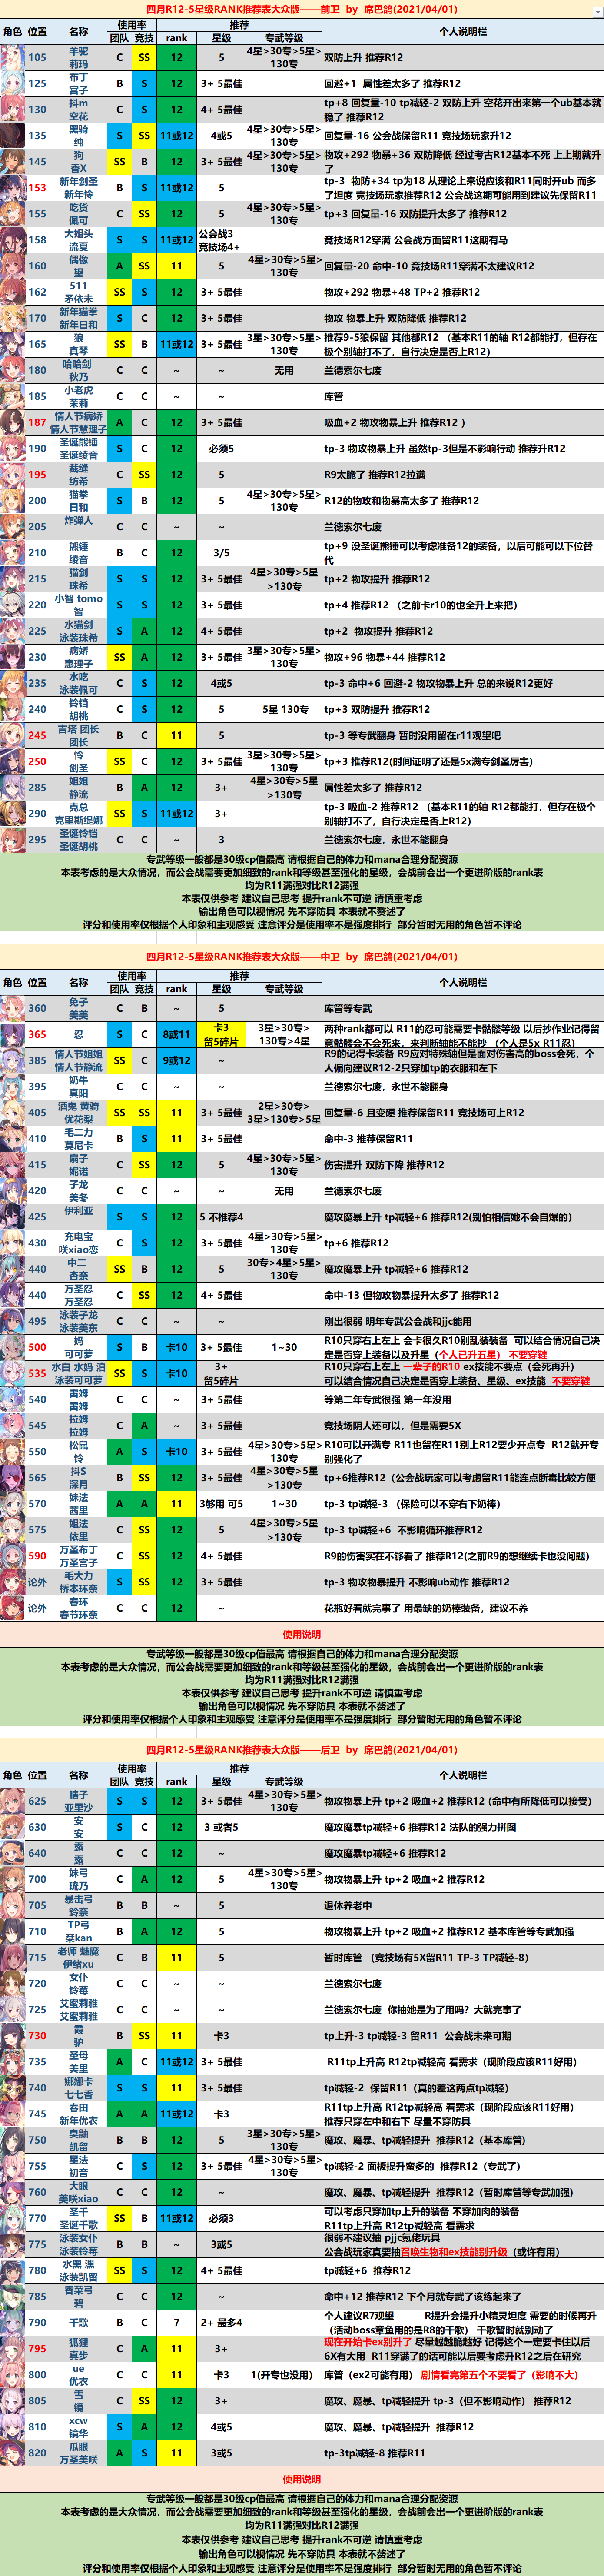 四月R12-5星级RANK推荐表大众版——前卫 by 席巴鸽(2021/04/01)
角色 位置 名称 使用率 推荐 个人说明栏
团队 竞技 rank 星级 专武等级
105 羊驼 莉玛 C SS 12 5 4星>30专>5星>130专 双防上升 推荐R12
125 布丁 宫子 B S 12 3+ 5最佳 回避+1 属性差太多了 推荐R12
130 抖m 空花 C S 12 4+ 5最佳 tp+8 回复量-10 tp减轻-2 双防上升 空花开出来第一个ub基本就稳了 推荐R12
135 黑骑 纯 S SS 11或12 4或5 4星>30专>5星>130专 回复量-16 公会战保留R11 竞技场玩家升12
145 狗 香X SS B 12 3+ 5最佳 物攻+292 物暴+36 双防降低 经过考古R12基本不死 上上期就升了
153 新年剑圣 新年怜 B S 11或12 5 tp-3 物防+34 tp为18 从理论上来说应该和R11同时开ub 而多了坦度 竞技场玩家推荐R12 公会战这期可能用到建议先保留R11
155 吃货 佩可 C SS 12 5 4星>30专>5星>130专 tp+3 回复量-16 双防提升太多了 推荐R12
158 大姐头 流夏 S S 11或12 公会战3 竞技场4+ 竞技场R12穿满 公会战方面留R11这期有马
160 偶像 望 A SS 11 5 4星>30专>5星>130专 回复量-20 命中-10 竞技场R11穿满不太建议R12
162 511 矛依未 SS S 12 3+ 5最佳 物攻+292 物暴+48 TP+2 推荐R12
170 新年猫拳 新年日和 S C 12 3+ 5最佳 物攻 物暴上升 双防降低 推荐R12
165 狼 真琴 SS B 11或12 3+ 5最佳 3星>30专>5星>130专 推荐9-5狼保留 其他都R12 （基本R11的轴 R12都能打，但存在极个别轴打不了，自行决定是否上R12）
180 哈哈剑 秋乃 C C ~ ~ 无用 兰德索尔七废
185 小老虎 茉莉 C C ~ ~ 库管
187 情人节病娇 情人节慧理子 A C 12 3+ 5最佳 吸血+2 物攻物暴上升 推荐R12 ）
190 圣诞熊锤 圣诞绫音 S C 12 必须5 tp-3 物攻物暴上升 虽然tp-3但是不影响行动 推荐升R12
195 裁缝 纺希 C SS 12 5 R9太脆了 推荐R12拉满
200 猫拳 日和 S B 12 5 4星>30专>5星>130专 R12的物攻和物暴高太多了 推荐R12
205 炸弹人 C C ~ ~ 兰德索尔七废
210 熊锤 绫音 B C 12 3/5 tp+9 没圣诞熊锤可以考虑准备12的装备，以后可能可以下位替代
215 猫剑 珠希 S S 12 3+ 5最佳 4星>30专>5星>130专 tp+2 物攻提升 推荐R12
220 小智 tomo 智 S S 12 3+ 5最佳 tp+4 推荐R12 （之前卡r10的也全升上来把）
225 水猫剑 泳装珠希 S A 12 4+ 5最佳 tp+2 物攻提升 推荐R12
230 病娇 惠理子 SS A 12 3+ 5最佳 3星>30专>5星>130专 物攻+96 物暴+44 推荐R12
235 水吃 泳装佩可 C S 12 4或5 tp-3 命中+6 回避-2 物攻物暴上升 总的来说R12更好
240 铃铛 胡桃 C S 12 5 5星 130专 tp+3 双防提升 推荐R12
245 吉塔 团长 团长 B C 11 5 tp-3 等专武翻身 暂时没用留在r11观望吧
250 怜 剑圣 SS C 12 3+ 5最佳 3星>30专>5星>130专 tp+3 推荐R12(时间证明了还是5x满专剑圣厉害)
285 姐姐 静流 B A 12 3+ 4星>30专>5星>130专 属性差太多了 推荐R12
290 克总 克里斯缇娜 SS S 11或12 3+ tp-3 吸血-2 推荐R12 （基本R11的轴 R12都能打，但存在极个别轴打不了，自行决定是否上R12）
295 圣诞铃铛 圣诞胡桃 C C ~ 3 兰德索尔七废，永世不能翻身
专武等级一般都是30级cp值最高 请根据自己的体力和mana合理分配资源
本表考虑的是大众情况，而公会战需要更加细致的rank和等级甚至强化的星级，会战前会出一个更进阶版的rank表
均为R11满强对比R12满强
本表仅供参考 建议自己思考 提升rank不可逆 请慎重考虑
输出角色可以视情况 先不穿防具 本表就不赘述了
评分和使用率仅根据个人印象和主观感受 注意评分是使用率不是强度排行 部分暂时无用的角色暂不评论
四月R12-5星级RANK推荐表大众版——中卫 by 席巴鸽(2021/04/01)
角色 位置 名称 使用率 推荐 个人说明栏
团队 竞技 rank 星级 专武等级
360 兔子 美美 C B ~ 5 库管等专武
365 忍 S C 8或11 卡3 留5碎片 3星>30专>130专>4星 两种rank都可以 R11的忍可能需要卡骷髅等级 以后抄作业记得留意骷髅会不会死来，来判断轴能不能抄 （个人是5x R11忍）
385 情人节姐姐 情人节静流 SS C 9或12 ~ R9的记得卡装备 R9应对特殊轴但是面对伤害高的boss会死，个人偏向建议R12-2只穿加tp的衣服和左下
395 奶牛 真阳 C C ~ ~ 兰德索尔七废，永世不能翻身
405 酒鬼 黄骑 优花梨 SS SS 11 3+ 5最佳 2星>30专>3星>130专>5星 回复量-6 且变硬 推荐保留R11 竞技场可上R12
410 毛二力 莫尼卡 B S 11 3+ 5最佳 命中-3 推荐保留R11
415 扇子 妮诺 C SS 12 5 4星>30专>5星>130专 伤害提升 双防下降 推荐R12
420 子龙 美冬 C C ~ ~ 无用 兰德索尔七废
425 伊利亚 S S 12 5 不推荐4 魔攻魔暴上升 tp减轻+6 推荐R12(别怕相信她不会自爆的）
430 充电宝 咲xiao恋 C S 12 3+ 5最佳 4星>30专>5星>130专 tp+6 推荐R12
440 中二 杏奈 SS B 12 5 30专>4星>5星>130专 魔攻魔暴上升 tp减轻+6 推荐R12
440 万圣忍 万圣忍 C SS 12 4+ 5最佳 命中-13 但物攻物暴提升太多了 推荐R12
495 泳装子龙 泳装美东 C C ~ ~ 刚出很弱 明年专武公会战和jjc能用
500 妈 可可萝 S B 卡10 3+ 5最佳 1~30 R10只穿右上左上 会卡很久R10别乱装装备 可以结合情况自己决定是否穿上装备以及升星（个人已升五星） 不要穿鞋
535 水白 水妈 泊 泳装可可萝 SS S 卡10 3+ 留5碎片 R10只穿右上左上 一辈子的R10 ex技能不要点（会死再升） 可以结合情况自己决定是否穿上装备、星级、ex技能 不要穿鞋
540 雷姆 雷姆 C C ~ 3+ 5最佳 等第二年专武很强 第一年没用
545 拉姆 拉姆 C A ~ 3+ 5最佳 竞技场阴人还可以，但是需要5X
550 松鼠 铃 A S 卡10 3+ 5最佳 4星>30专>5星>130专 R10可以开满专 R11也留在R11别上R12要少开点专 R12就开专别强化了
565 抖S 深月 B SS 12 3+ 5最佳 4星>30专>5星>130专 tp+6推荐R12（公会战玩家可以考虑留R11能连点断毒比较方便
570 妹法 茜里 A A 11 3够用 可5 1~30 tp-3 tp减轻-3 （保险可以不穿右下奶棒）
575 姐法 依里 C SS 12 5 4星>30专>5星>130专 tp-3 tp减轻+6 不影响循环推荐R12
590 万圣布丁 万圣宫子 C SS 12 4+ 5最佳 R9的伤害实在不够看了 推荐R12(之前R9的想继续卡也没问题)
论外 毛大力 桥本环奈 S SS 12 3+ 5最佳 tp-3 物攻物暴提升 不影响ub动作 推荐R12
论外 春环 春节环奈 C C 12 ~ 花瓶好看就完事了 用最缺的奶棒装备，建议不养
使用说明
专武等级一般都是30级cp值最高 请根据自己的体力和mana合理分配资源
本表考虑的是大众情况，而公会战需要更加细致的rank和等级甚至强化的星级，会战前会出一个更进阶版的rank表
均为R11满强对比R12满强
本表仅供参考 建议自己思考 提升rank不可逆 请慎重考虑
输出角色可以视情况 先不穿防具 本表就不赘述了
评分和使用率仅根据个人印象和主观感受 注意评分是使用率不是强度排行 部分暂时无用的角色暂不评论
四月R12-5星级RANK推荐表大众版——后卫 by 席巴鸽(2021/04/01)
角色 位置 名称 使用率 推荐 个人说明栏
团队 竞技 rank 星级 专武等级
625 瞎子 亚里沙 S S 12 3+ 5最佳 4星>30专>5星>130专 物攻物暴上升 tp+2 吸血+2 推荐R12 (命中有所降低可以接受)
630 安 安 S C 12 3 或者5 魔攻魔暴tp减轻+6 推荐R12 法队的强力拼图
640 露 露 C C 12 ~ 魔攻魔暴tp减轻+6 推荐R12
700 妹弓 琉乃 C A 12 5 4星>30专>5星>130专 物攻物暴上升 tp+2 吸血+2 推荐R12
705 暴击弓 鈴奈 B B ~ 5 退休养老中
710 TP弓 栞kan B A 12 5 物攻物暴上升 tp+2 吸血+2 推荐R12 基本库管等专武加强
715 老师 魅魔 伊绪xu C B 11 5 暂时库管 （竞技场有5X留R11 TP-3 TP减轻-8）
720 女仆 铃莓 C C ~ ~ 兰德索尔七废
725 艾蜜莉雅 艾蜜莉雅 C C ~ ~ 兰德索尔七废 你抽她是为了用吗？大就完事了
730 霞 驴 B SS 11 卡3 tp上升-3 tp减轻-3 留R11 公会战未来可期
735 圣母 美里 A C 11或12 3+ 5最佳 R11tp上升高 R12tp减轻高 看需求（现阶段应该R11好用）
740 娜娜卡 七七香 S S 11 3+ 5最佳 tp减轻-2 保留R11（真的差这两点tp减轻）
745 春田 新年优衣 A A 11或12 卡3 R11tp上升高 R12tp减轻高 看需求（现阶段应该R11好用） 推荐只穿左中和右下 尽量不穿防具
750 臭鼬 凯留 B B 12 5 3星>30专>5星>130专 魔攻、魔暴、tp减轻提升 推荐R12（基本库管）
755 星法 初音 C S 12 3+ 5最佳 4星>30专>5星>130专 tp减轻-2 面板提升蛮多的 推荐R12（专武了）
760 大眼 美咲xiao C C 12 ~ 魔攻、魔暴、tp减轻提升 推荐R12（暂时库管等专武加强)
770 圣千 圣诞千歌 SS B 11或12 必须3 可以考虑只穿加tp上升的装备 不穿加肉的装备 R11tp上升高 R12tp减轻高 看需求
775 泳装女仆 泳装铃莓 B B ~ 3或5 很弱不建议抽 pjjc氪佬玩具 公会战玩家真要抽召唤生物和ex技能别升级（或许有用）
780 水黑 漯 泳装凯留 SS S 12 4+ 5最佳 tp减轻+6 推荐R12
785 香菜弓 碧 C C 12 ~ 命中+12 推荐R12 下个月就专武了该练起来了
790 千歌 B C 7 2+ 最多4 个人建议R7观望 R提升会提升小精灵坦度 需要的时候再升（活动boss章鱼用的是R8的千歌） 千歌暂时就别动了
795 狐狸 真步 C A 11 3+ 现在开始卡ex别升了 尽量越越脆越好 记得这个一定要卡住以后6X有大用 R11穿满了的话可能以后要考虑升R12之后在研究
800 ue 优衣 C C 11 卡3 1(开专也没用) 库管（ex2可能有用） 剧情看完第五个不要看了（影响不大）
805 雪 镜 C SS 12 3+ 魔攻、魔暴、tp减轻提升 tp-3（但不影响动作） 推荐R12
810 xcw 镜华 S A 12 4或5 魔攻、魔暴、tp减轻提升 推荐R12
820 瓜眼 万圣美咲 A S 11 3或5 tp-3tp减轻-8 推荐R11
使用说明
专武等级一般都是30级cp值最高 请根据自己的体力和mana合理分配资源
本表考虑的是大众情况，而公会战需要更加细致的rank和等级甚至强化的星级，会战前会出一个更进阶版的rank表
均为R11满强对比R12满强
本表仅供参考 建议自己思考 提升rank不可逆 请慎重考虑
输出角色可以视情况 先不穿防具 本表就不赘述了
评分和使用率仅根据个人印象和主观感受 注意评分是使用率不是强度排行 部分暂时无用的角色暂不评论